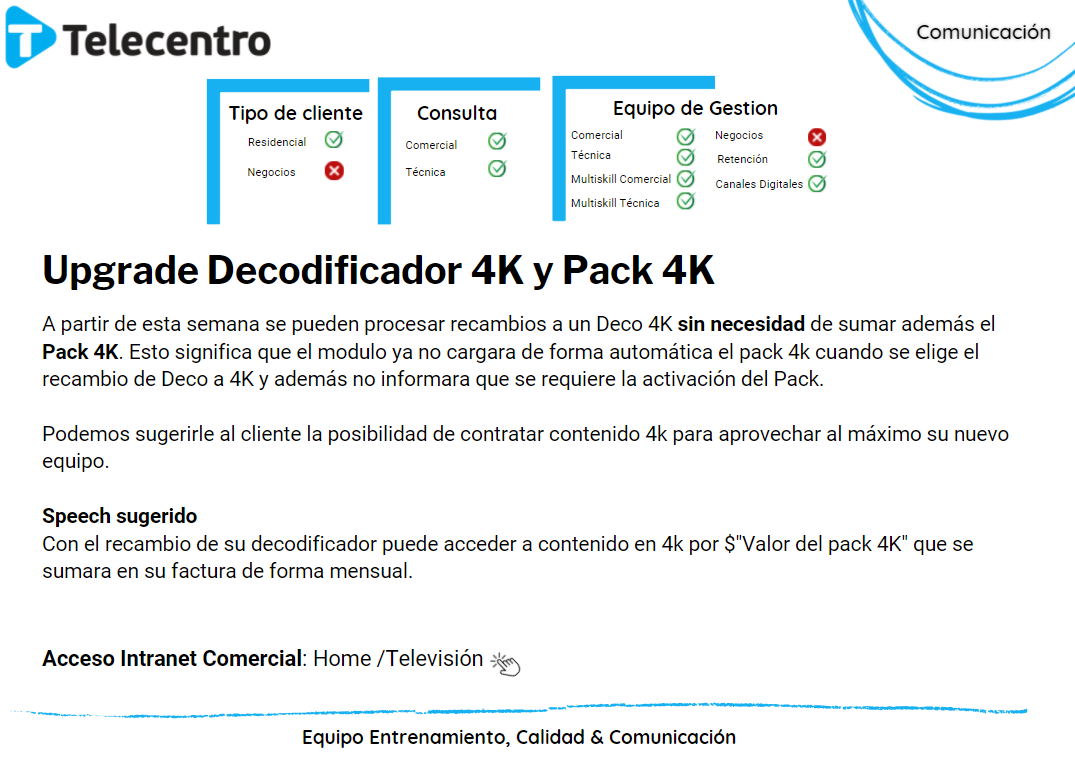 Telecentro
Comunicación
Tipo de cliente
Residencial
Negocios
Consulta
Comercial
Técnica
Equipo de Gestion
Comercial
Técnica
Multiskill Comercial
Multiskill Técnica
Negocios
Retención
Canales Digitales
Upgrade Decodificador 4K y Pack 4K
A partir de esta semana se pueden procesar recambios a un Deco 4K sin necesidad de sumar además el
Pack 4K. Esto significa que el modulo ya no cargara de forma automática el pack 4k cuando se elige el
recambio de Deco a 4K y además no informara que se requiere la activación del Pack.
Podemos sugerirle al cliente la posibilidad de contratar contenido 4k para aprovechar al máximo su nuevo
equipo.
Speech sugerido
Con el recambio de su decodificador puede acceder a contenido en 4k por $"Valor del pack 4K" que se
sumara en su factura de forma mensual.
Acceso Intranet Comercial: Home /Televisión
Equipo Entrenamiento, Calidad & Comunicación